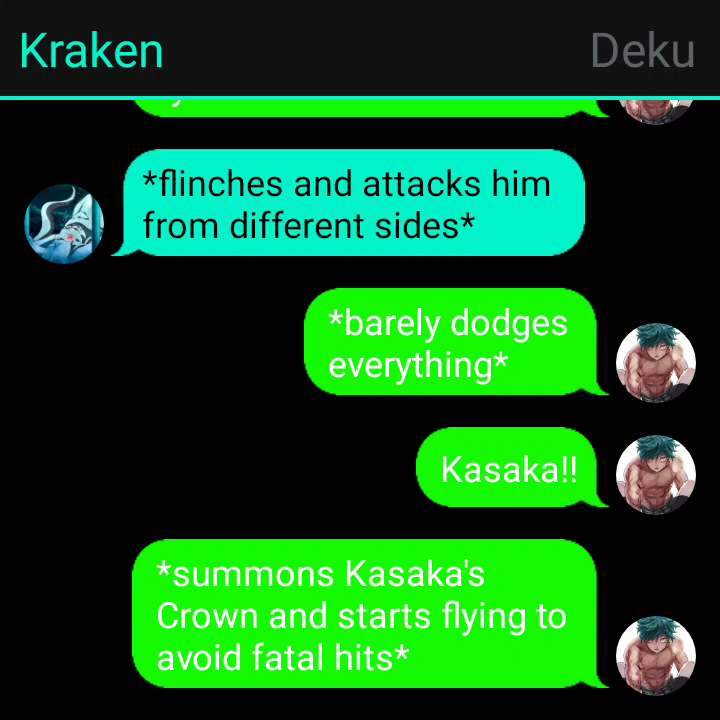 Kraken
Deku
*flinches and attacks him
from different sides*
*barely dodges
everything*
Kasaka!!
*summons Kasaka's
Crown and starts flying to
avoid fatal hits*